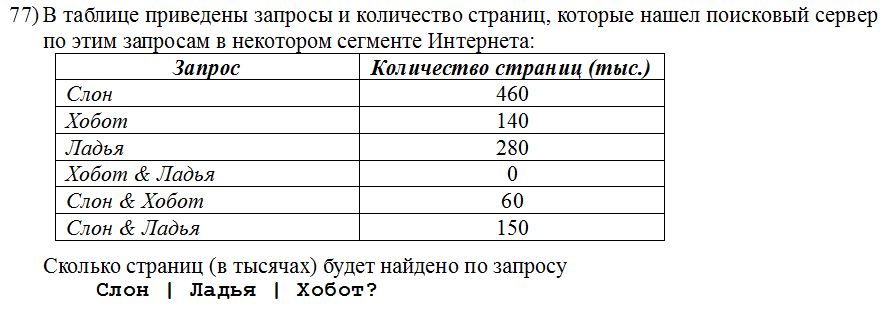 77) В таблице приведены запросы и количество страниц, которые нашел поисковый сервер
по этим запросам в некотором сегменте Интернета:
Запрос Количество страниц (тыс.)
Слон 460
Хобот 140
Ладья 280
Хобот & Ладья 0
Слон & Хобот 60
Слон & Ладья 150
Сколько страниц (в тысячах) будет найдено по запросу
Слон | Ладья | Хобот?